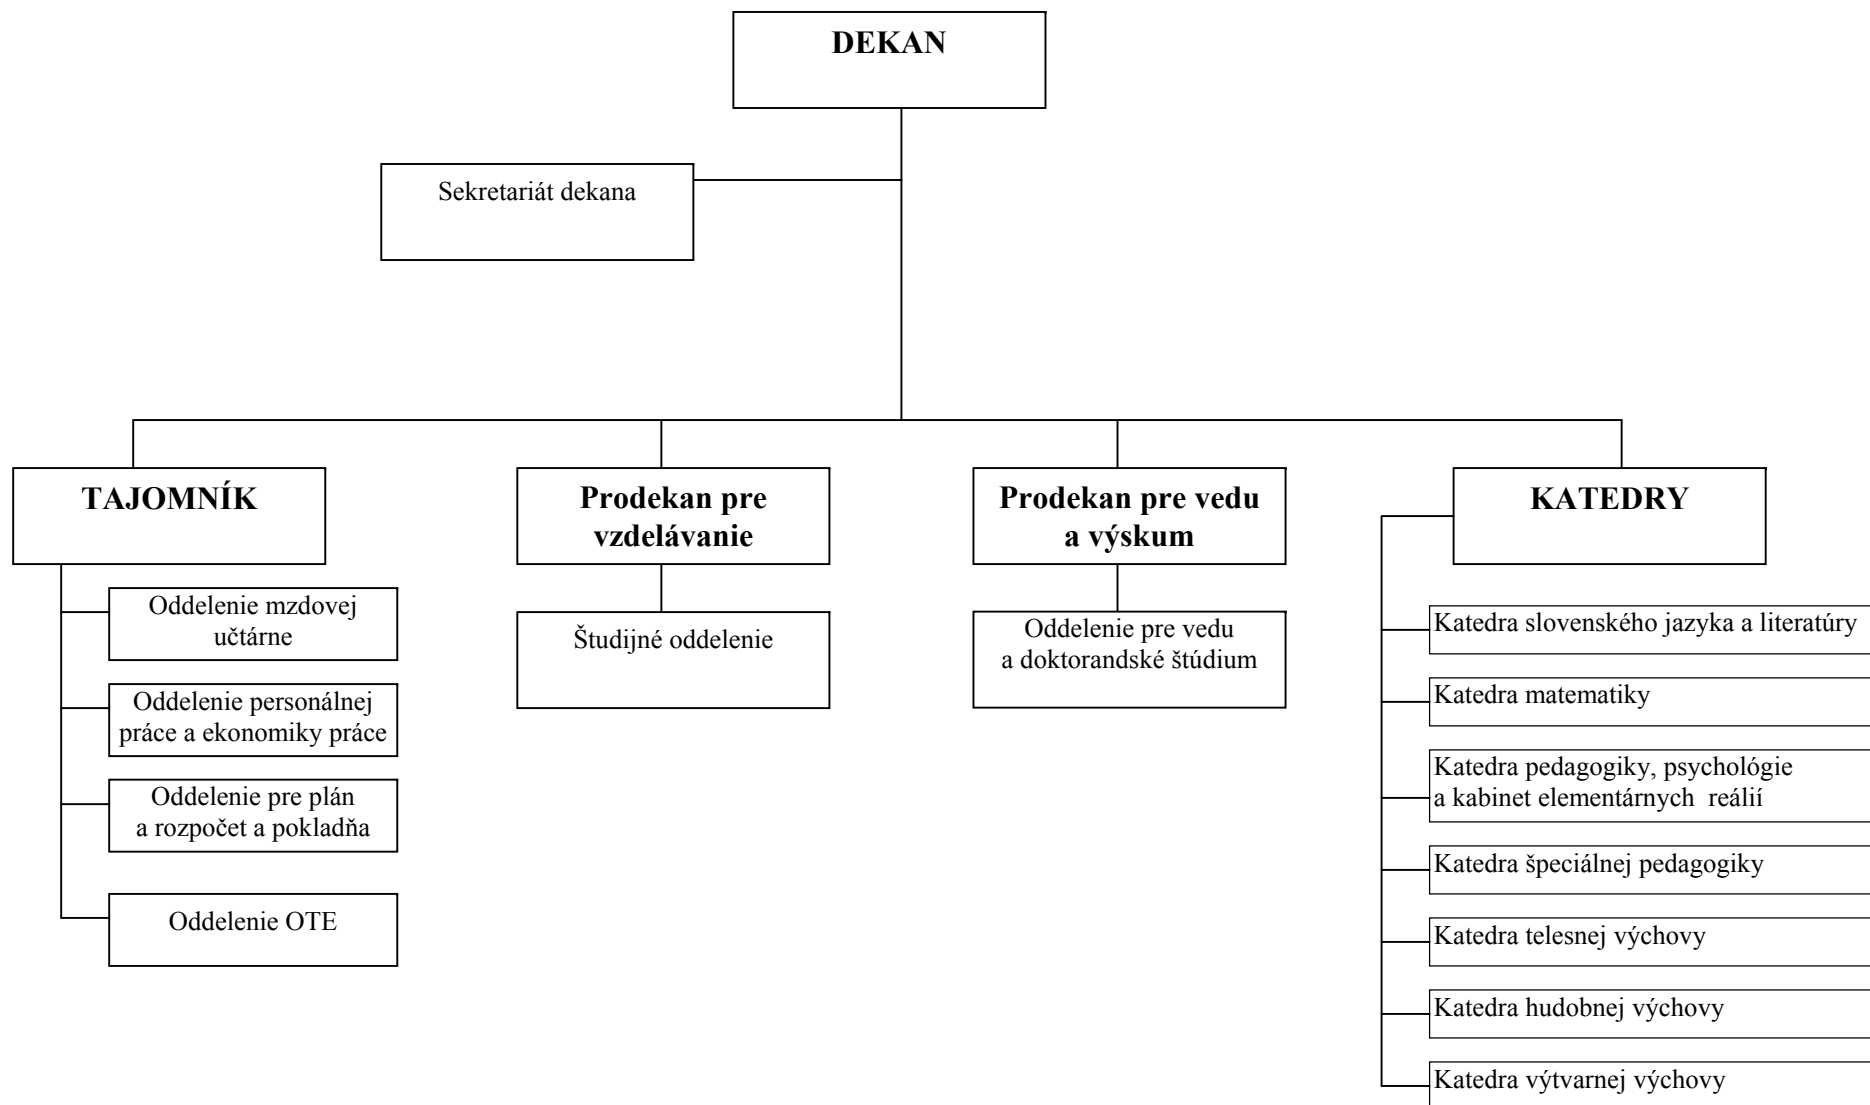 DEKAN
Sekretariát dekana
TAJOMNÍK
Oddelenie mzdovej
učtárne
Oddelenie personálnej
práce a ekonomiky práce
Oddelenie pre plán
a rozpočet a pokladňa
Oddelenie OTE
Prodekan pre
vzdelávanie
Študijné oddelenie
Prodekan pre vedu
a výskum
Oddelenie pre vedu
a doktorandské štúdium
KATEDRY
Katedra slovenského jazyka a literatúry
Katedra matematiky
Katedra pedagogiky, psychológie
a kabinet elementárnych  reálií
Katedra špeciálnej pedagogiky
Katedra telesnej výchovy
Katedra hudobnej výchovy
Katedra výtvarnej výchovy